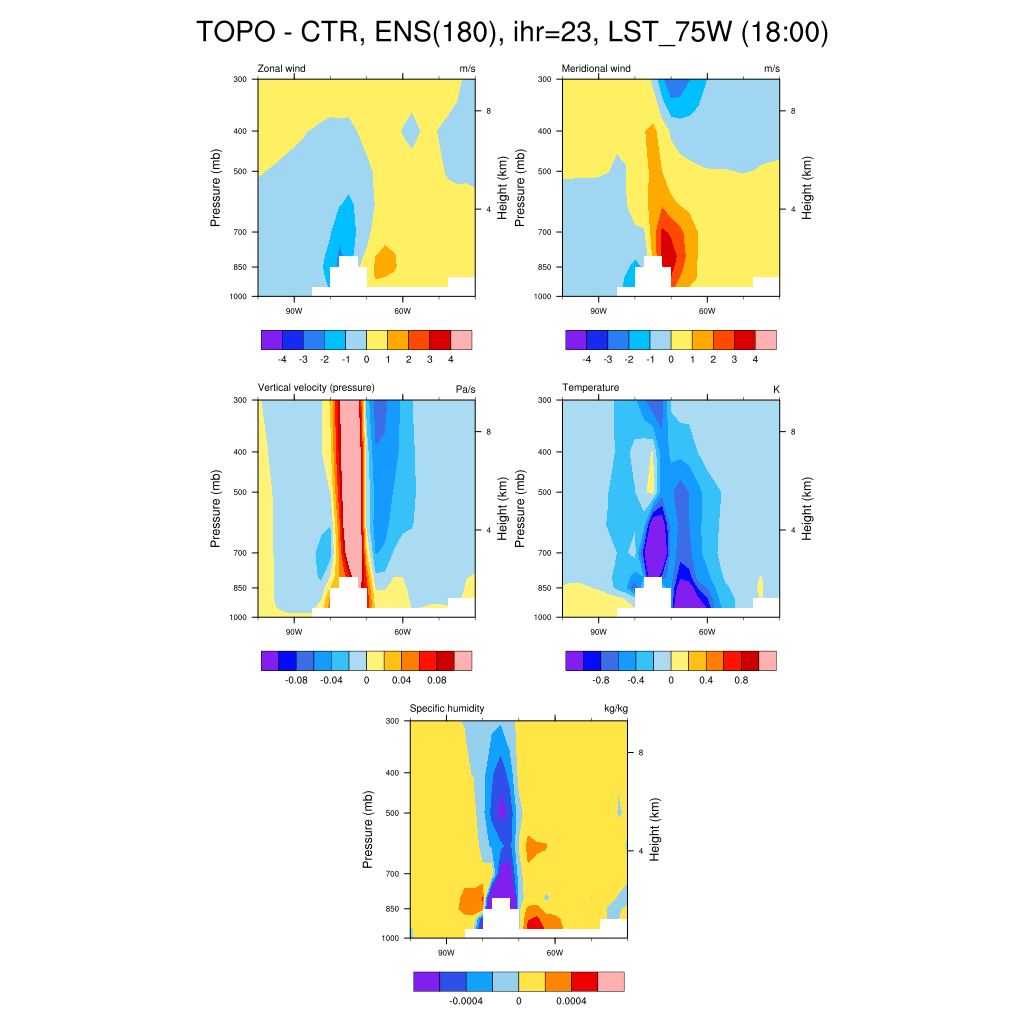 TOPO - CTR, ENS(180), ihr=23, LST_75W (18:00)
Zonal wind m/s
300
400
500
700
850
1000
Pressure (mb)
8
4
Height (km)
90W 60W
-4 -3 -2 -1 0 1 2 3 4
Meridional wind m/s
300
400
500
700
850
1000
Pressure (mb)
8
4
Height (km)
90W 60W
-4 -3 -2 -1 0 1 2 3 4
Vertical velocity (pressure) Pa/s
300
400
500
700
850
1000
Pressure (mb)
8
4
Height (km)
90W 60W
-0.08 -0.04 0 0.04 0.08
Temperature K
300
400
500
700
850
1000
Pressure (mb)
8
4
Height (km)
90W 60W
-0.8 -0.4 0 0.4 0.8
Specific humidity kg/kg
300
400
500
700
850
1000
Pressure (mb)
8
4
Height (km)
90W 60W
-0.0004 0 0.0004